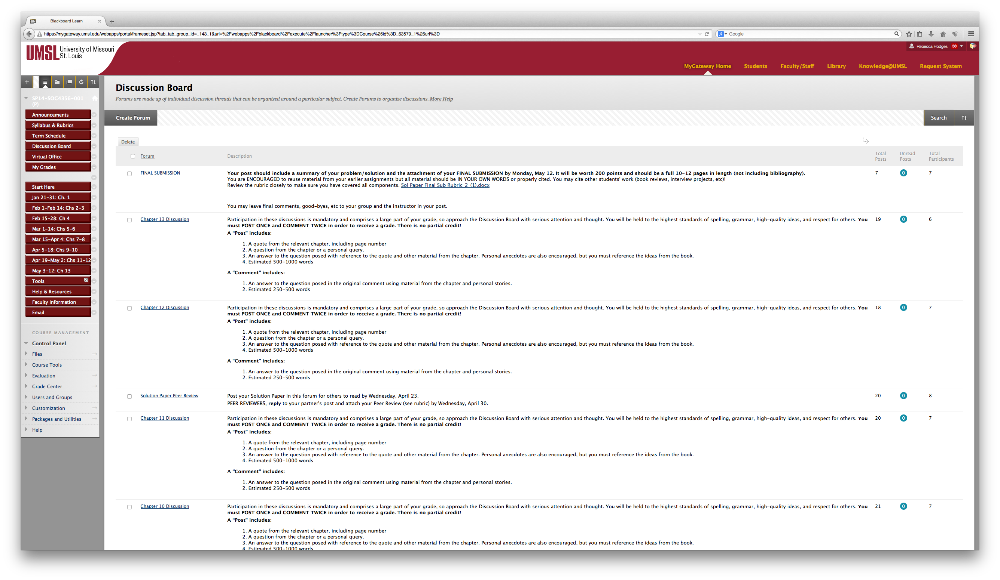 Blackboard Learn
https://mygateway.umsl.edu/webapps/portal/frameset.jsp?tab_tab_group_id=_143_1&url=%2Fwebapps%2Fblackboard%2Fexecute%2Flauncher%3Ftype%3DCourse%26id%3D_63579_1%26url%3D
Google
UMSL University of Missouri
St. Louis
Rebecca Hodges 56
MyGateway Home Students Faculty/Staff Library Knowledge@UMSL Request System
SP14-SOC4356-001
(P)
Announcements
Syllabus & Rubrics
Term Schedule
Discussion Board
Virtual Office
My Grades
Start Here
Jan 21-31: Ch. 1
Feb 1-Feb 14: Chs 2-3
Feb 15-28: Ch 4
Mar 1-14: Chs 5-6
Mar 15-Apr 4: Chs 7-8
Apr 5-18: Chs 9-10
Apr 19-May 2: Chs 11-12
May 3-12: Ch 13
Tools
Help & Resources
Faculty Information
Email
COURSE MANAGEMENT
Control Panel
Files
Course Tools
Evaluation
Grade Center
Users and Groups
Customization
Packages and Utilities
Help
Discussion Board
Forums are made up of individual discussion threads that can be organized around a particular subject. Create Forums to organize discussions. More Help
Create Forum
Search
Delete
Forum Description Total Posts Unread Posts Total Participants
FINAL SUBMISSION
Your post should include a summary of your problem/solution and the attachment of your FINAL SUBMISSION by Monday, May 12. It will be worth 200 points and should be a full 10-12 pages in length (not including bibliography).
7 0 7
You are ENCOURAGED to reuse material from your earlier assignments but all material should be IN YOUR OWN WORDS or properly cited. You may cite other students' work (book reviews, interview projects, etc)!
Review the rubric closely to make sure you have covered all components. Sol Paper Final Sub Rubric_2_(1).docx
You may leave final comments, good-byes, etc to your group and the instructor in your post.
Chapter 13 Discussion
Participation in these discussions is mandatory and comprises a large part of your grade, so approach the Discussion Board with serious attention and thought. You will be held to the highest standards of spelling, grammar, high-quality ideas, and respect for others. You
19 0 6
must POST ONCE and COMMENT TWICE in order to receive a grade. There is no partial credit!
A “Post” includes:
1. A quote from the relevant chapter, including page number
2. A question from the chapter or a personal query.
3. An answer to the question posed with reference to the quote and other material from the chapter. Personal anecdotes are also encouraged, but you must reference the ideas from the book.
4. Estimated 500-1000 words
A “Comment” includes:
1. An answer to the question posed in the original comment using material from the chapter and personal stories.
2. Estimated 250-500 words
Chapter 12 Discussion
Participation in these discussions is mandatory and comprises a large part of your grade, so approach the Discussion Board with serious attention and thought. You will be held to the highest standards of spelling, grammar, high-quality ideas, and respect for others. You
18 0 7
must POST ONCE and COMMENT TWICE in order to receive a grade. There is no partial credit!
A “Post” includes:
1. A quote from the relevant chapter, including page number
2. A question from the chapter or a personal query.
3. An answer to the question posed with reference to the quote and other material from the chapter. Personal anecdotes are also encouraged, but you must reference the ideas from the book.
4. Estimated 500-1000 words
A “Comment” includes:
1. An answer to the question posed in the original comment using material from the chapter and personal stories.
2. Estimated 250-500 words
Solution Paper Peer Review
Post your Solution Paper in this forum for others to read by Wednesday, April 23.
20 0 8
PEER REVIEWERS, reply to your partner's post and attach your Peer Review (see rubric) by Wednesday, April 30.
Chapter 11 Discussion
Participation in these discussions is mandatory and comprises a large part of your grade, so approach the Discussion Board with serious attention and thought. You will be held to the highest standards of spelling, grammar, high-quality ideas, and respect for others. You
20 0 7
must POST ONCE and COMMENT TWICE in order to receive a grade. There is no partial credit!
A “Post” includes:
1. A quote from the relevant chapter, including page number
2. A question from the chapter or a personal query.
3. An answer to the question posed with reference to the quote and other material from the chapter. Personal anecdotes are also encouraged, but you must reference the ideas from the book.
4. Estimated 500-1000 words
A “Comment” includes:
1. An answer to the question posed in the original comment using material from the chapter and personal stories.
2. Estimated 250-500 words
Chapter 10 Discussion
Participation in these discussions is mandatory and comprises a large part of your grade, so approach the Discussion Board with serious attention and thought. You will be held to the highest standards of spelling, grammar, high-quality ideas, and respect for others. You
21 0 7
must POST ONCE and COMMENT TWICE in order to receive a grade. There is no partial credit!
A “Post” includes:
1. A quote from the relevant chapter, including page number
2. A question from the chapter or a personal query.
3. An answer to the question posed with reference to the quote and other material from the chapter. Personal anecdotes are also encouraged, but you must reference the ideas from the book.
4. Estimated 500-1000 words